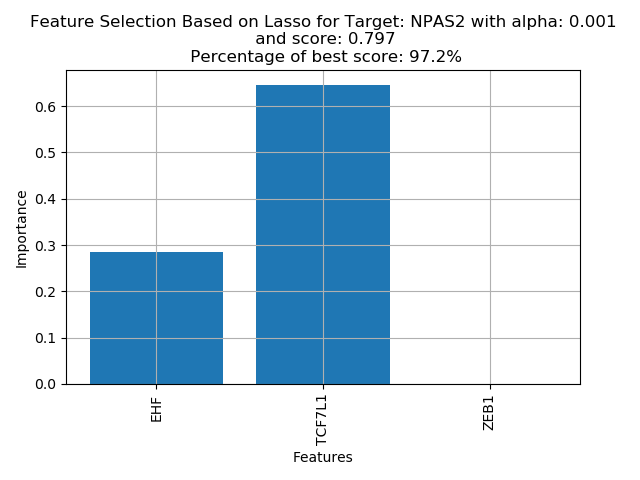 Feature Selection Based on Lasso for Target: NPAS2 with alpha: 0.001
and score: 0.797
Percentage of best score: 97.2%
0.6
0.5
0.4
0.3
0.2
0.1
0.0
Importance
EHF
TCF7L1
ZEB1
Features